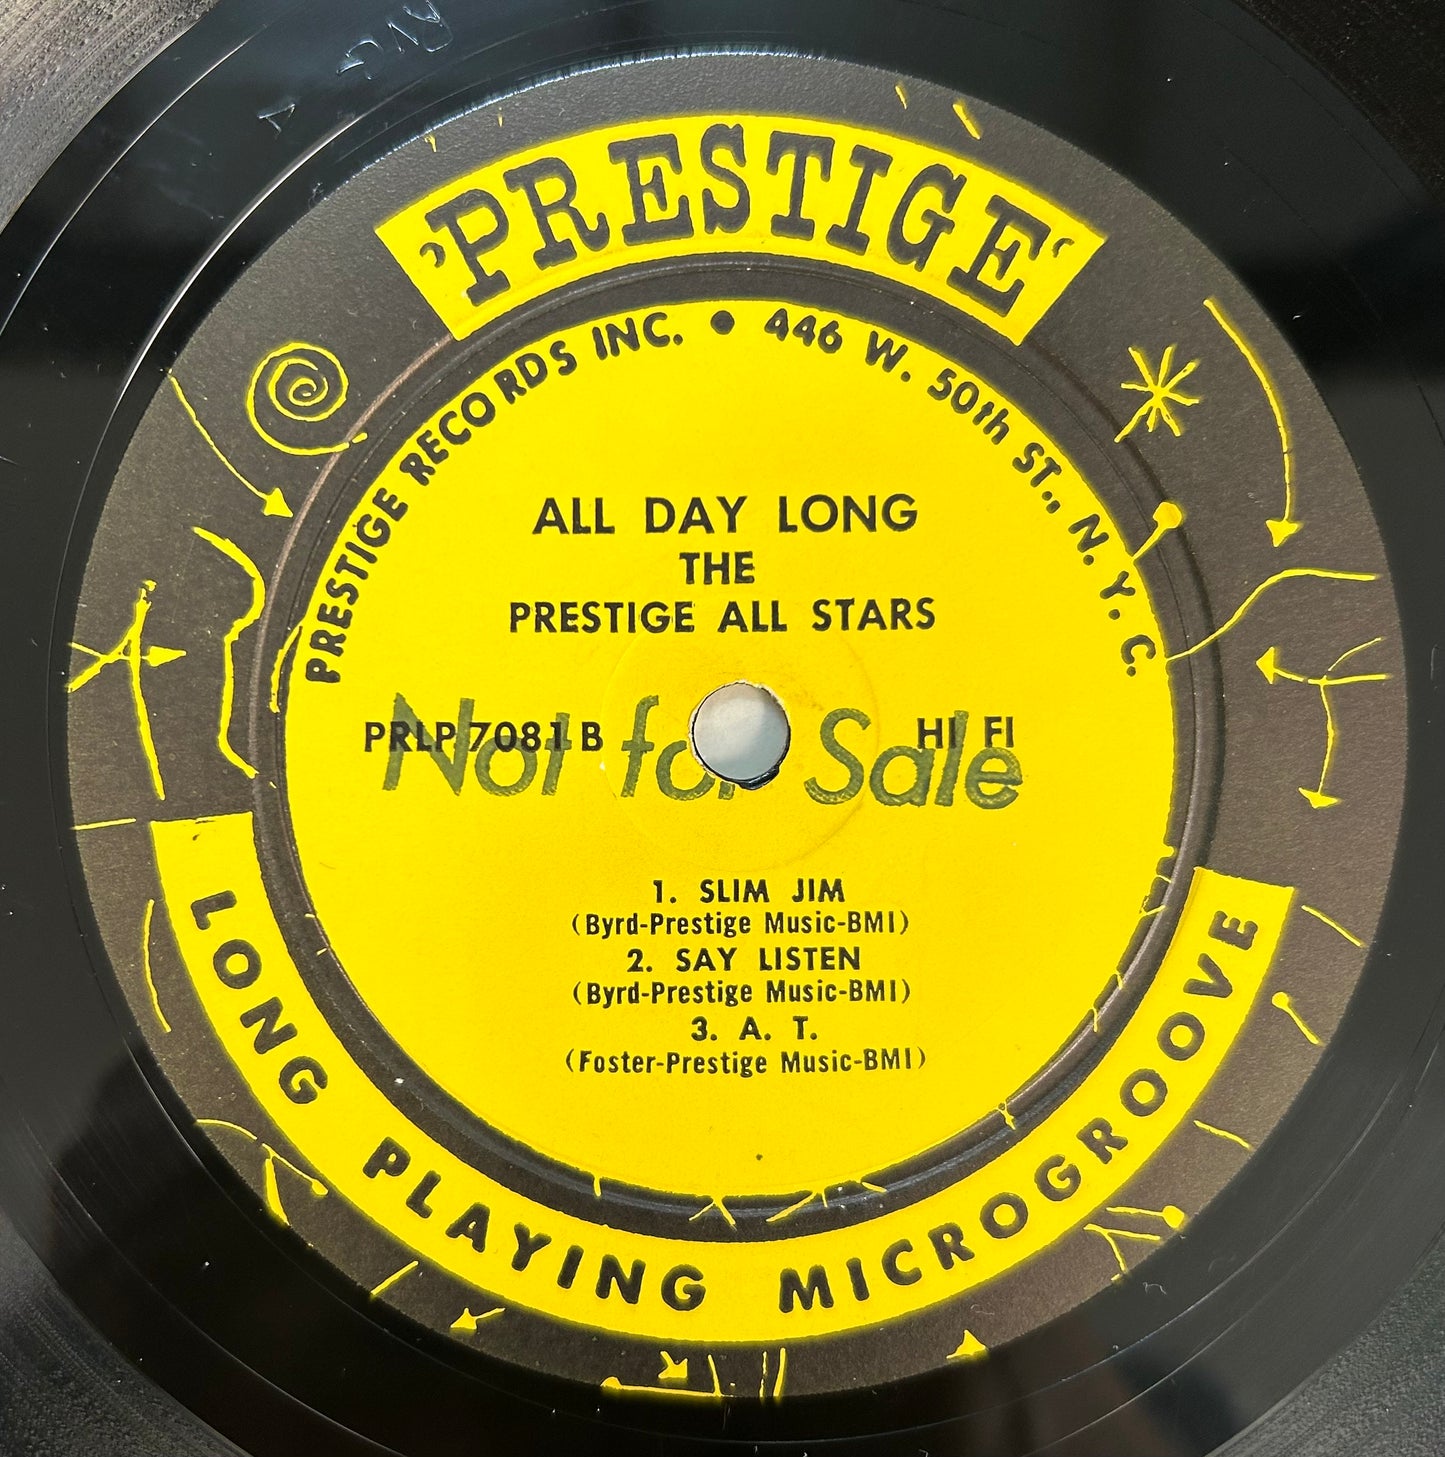 RVG
A
'PRESTIGE'
PRESTIGE RECORDS INC. • 446 W. 50th ST., N. Y. C.
ALL DAY LONG
THE
PRESTIGE ALL STARS
PRLP 7081 B
HI FI
Not for Sale
1. SLIM JIM
(Byrd-Prestige Music-BMI)
2. SAY LISTEN
(Byrd-Prestige Music-BMI)
3. A. T.
(Foster-Prestige Music-BMI)
LONG PLAYING MICROGROOVE